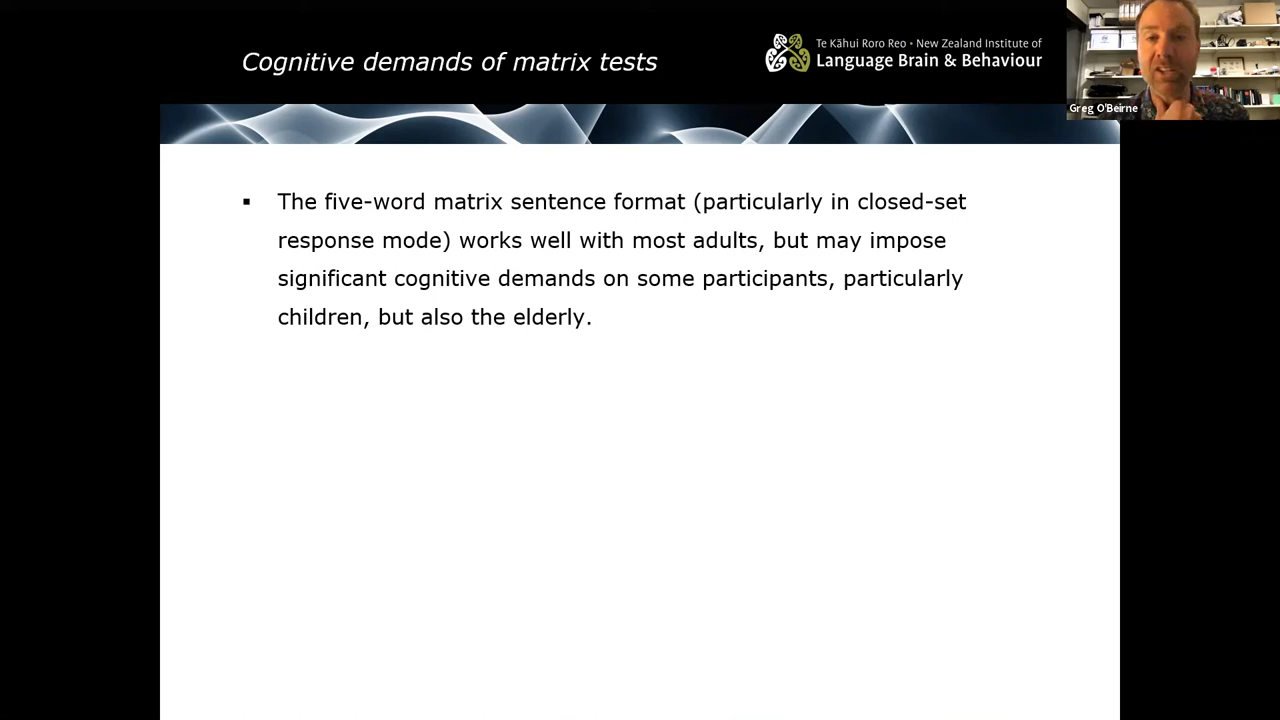 Cognitive demands of matrix tests
Te Kāhui Roro Reo • New Zealand Institute of
Language Brain & Behaviour
Greg O'Beirne
▪ The five-word matrix sentence format (particularly in closed-set
response mode) works well with most adults, but may impose
significant cognitive demands on some participants, particularly
children, but also the elderly.